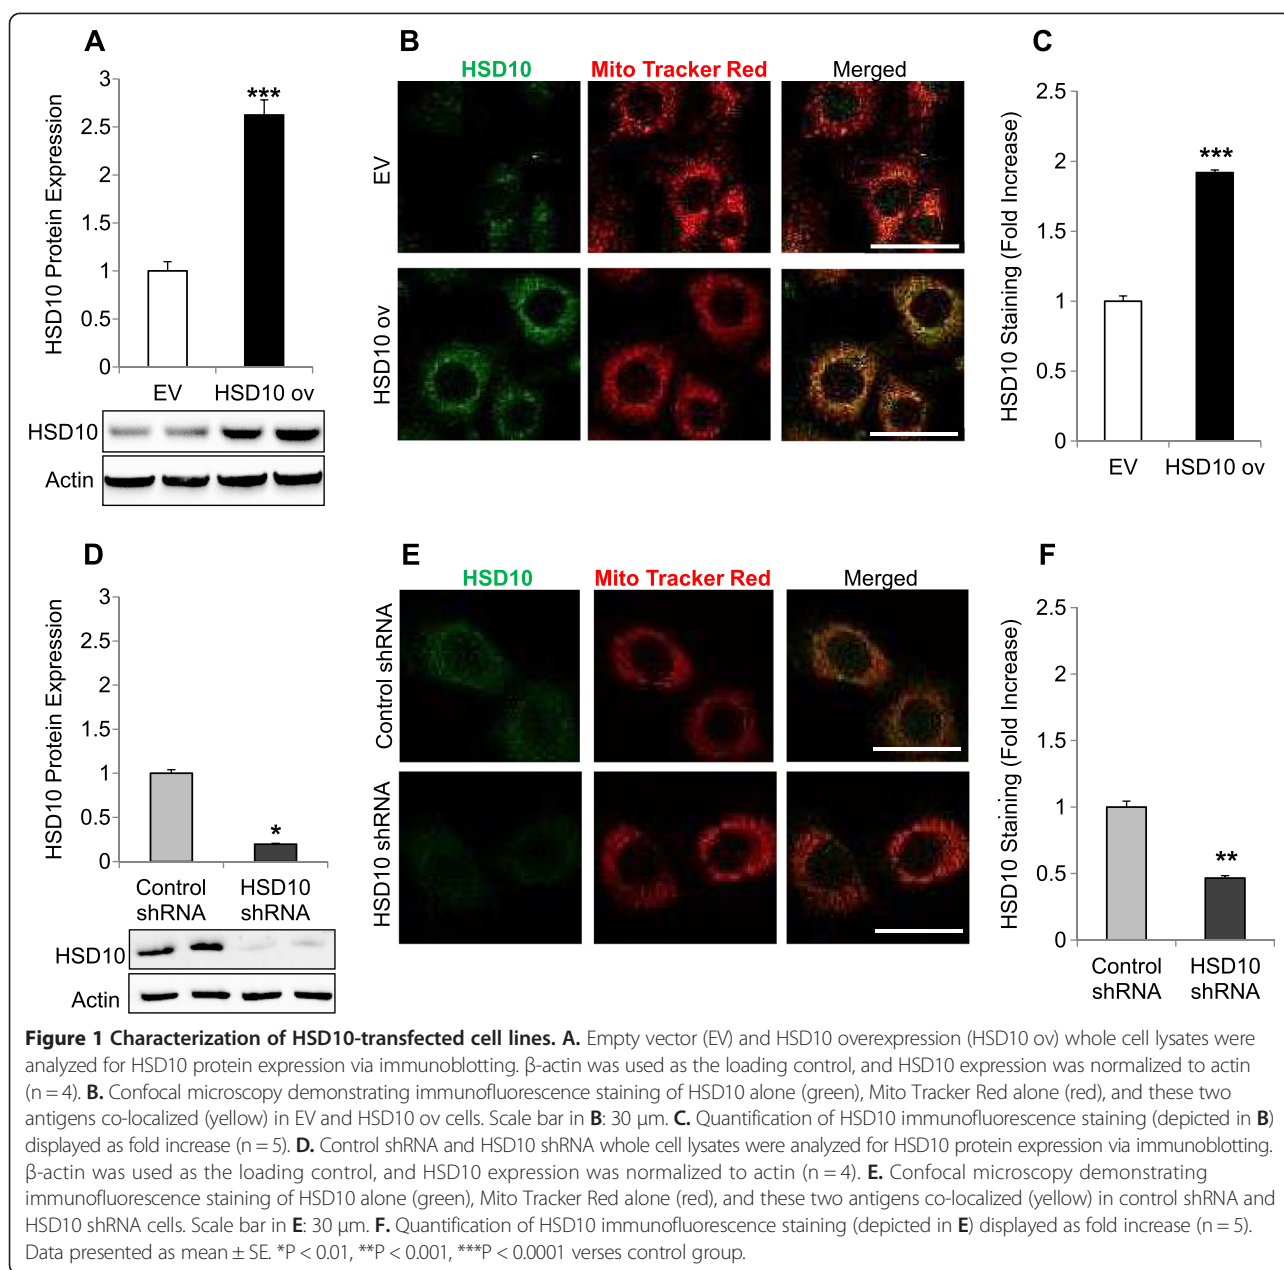 A
HSD10 Protein Expression
3
2.5
2
1.5
1
0.5
0
***
EV
HSD10 ov
HSD10
Actin
B
HSD10
Mito Tracker Red
Merged
EV
HSD10 ov
C
HSD10 Staining (Fold Increase)
2.5
2
1.5
1
0.5
0
***
EV
HSD10 ov
D
HSD10 Protein Expression
3
2.5
2
1.5
1
0.5
0
*
Control
shRNA
HSD10
shRNA
HSD10
Actin
E
HSD10
Mito Tracker Red
Merged
Control shRNA
HSD10 shRNA
F
HSD10 Staining (Fold Increase)
2.5
2
1.5
1
0.5
0
**
Control
shRNA
HSD10
shRNA
Figure 1 Characterization of HSD10-transfected cell lines. A. Empty vector (EV) and HSD10 overexpression (HSD10 ov) whole cell lysates were
analyzed for HSD10 protein expression via immunoblotting. β-actin was used as the loading control, and HSD10 expression was normalized to actin
(n = 4). B. Confocal microscopy demonstrating immunofluorescence staining of HSD10 alone (green), Mito Tracker Red alone (red), and these two
antigens co-localized (yellow) in EV and HSD10 ov cells. Scale bar in B: 30 μm. C. Quantification of HSD10 immunofluorescence staining (depicted in B)
displayed as fold increase (n = 5). D. Control shRNA and HSD10 shRNA whole cell lysates were analyzed for HSD10 protein expression via immunoblotting.
β-actin was used as the loading control, and HSD10 expression was normalized to actin (n = 4). E. Confocal microscopy demonstrating
immunofluorescence staining of HSD10 alone (green), Mito Tracker Red alone (red), and these two antigens co-localized (yellow) in control shRNA and
HSD10 shRNA cells. Scale bar in E: 30 μm. F. Quantification of HSD10 immunofluorescence staining (depicted in E) displayed as fold increase (n = 5).
Data presented as mean ± SE. *P < 0.01, **P < 0.001, ***P < 0.0001 verses control group.